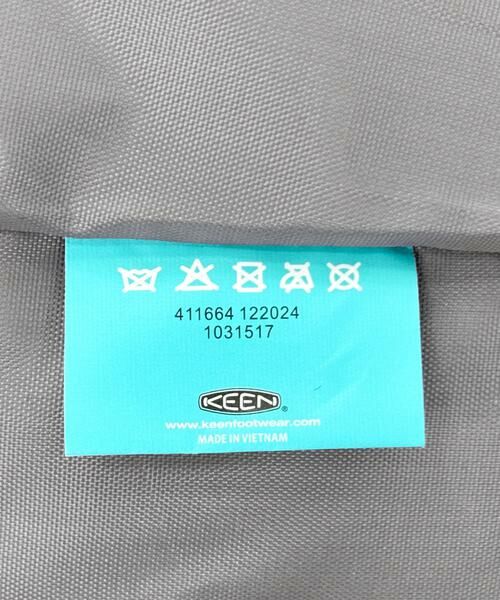 411664 122024
1031517
KEEN®
www.keenfootwear.com
MADE IN VIETNAM